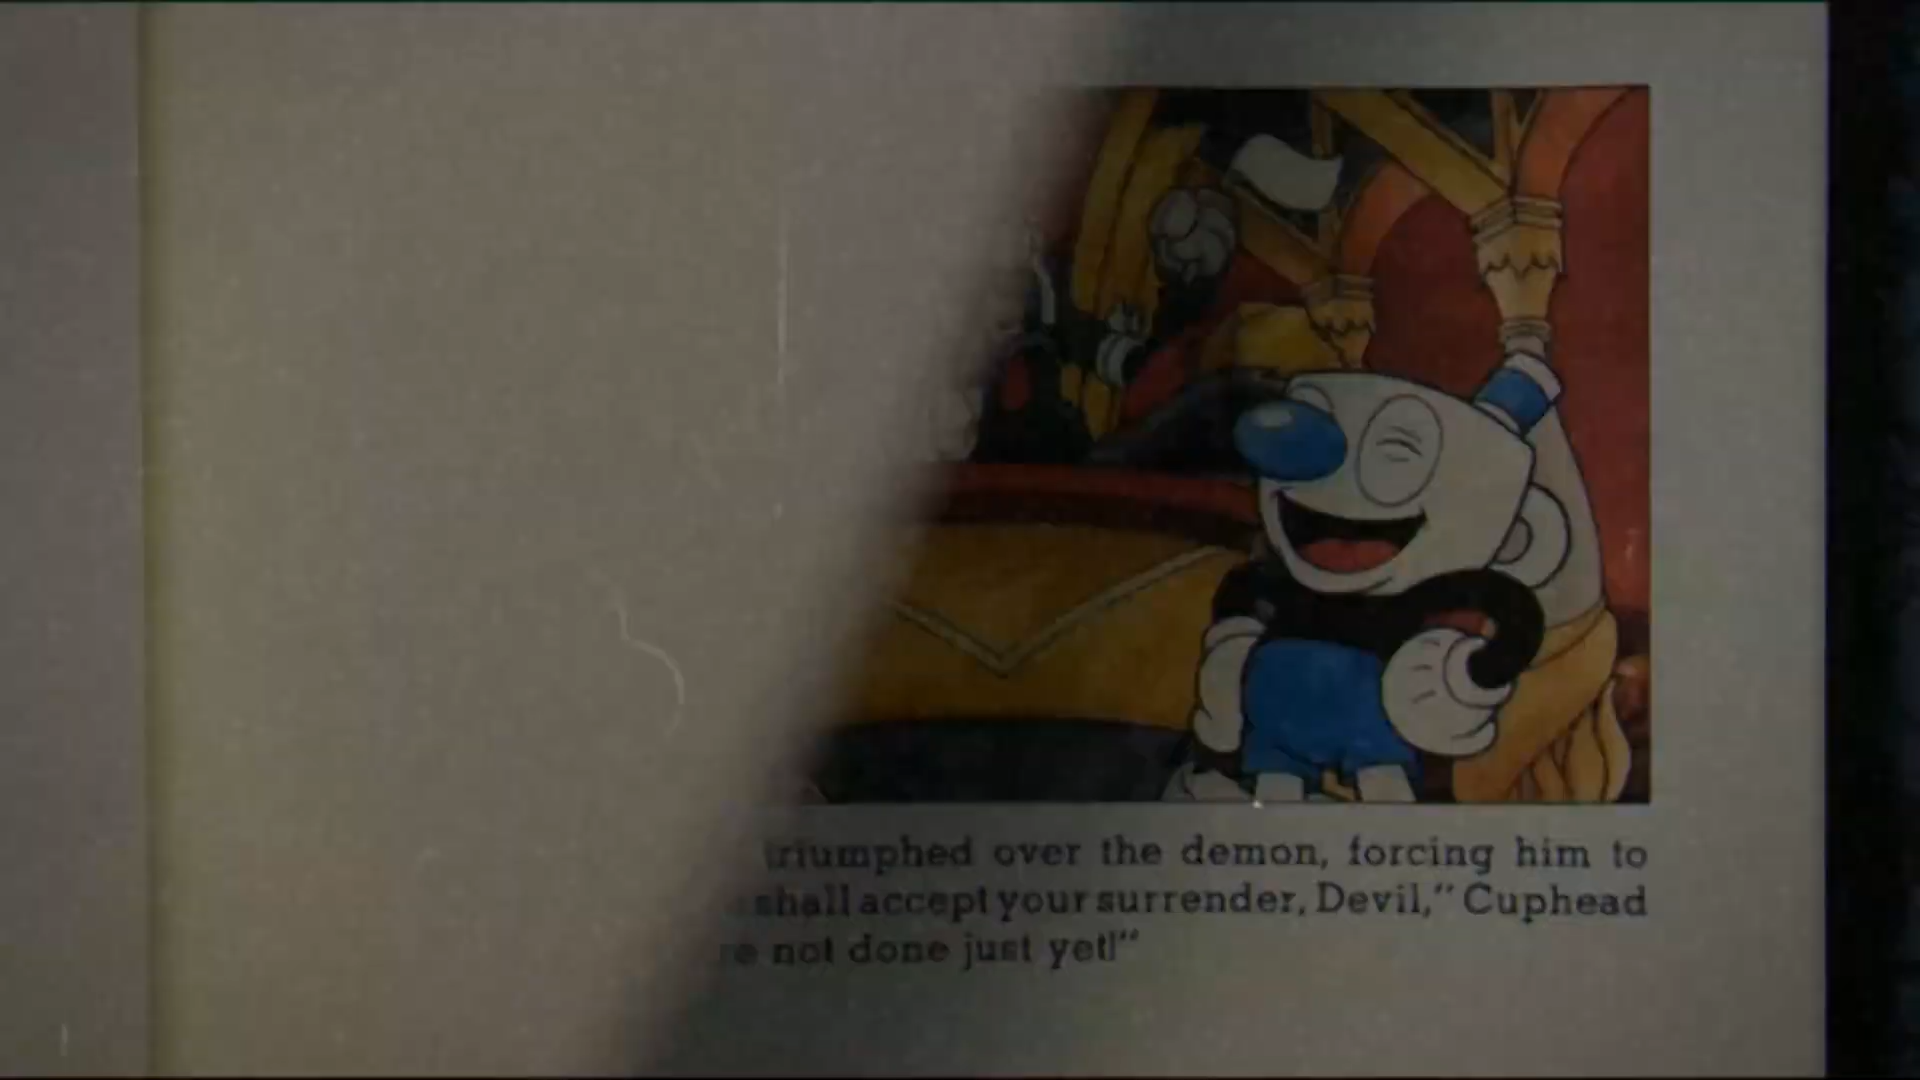 triumphed over the demon, forcing him to
shall accept your surrender, Devil," Cuphead
not done just yet!"